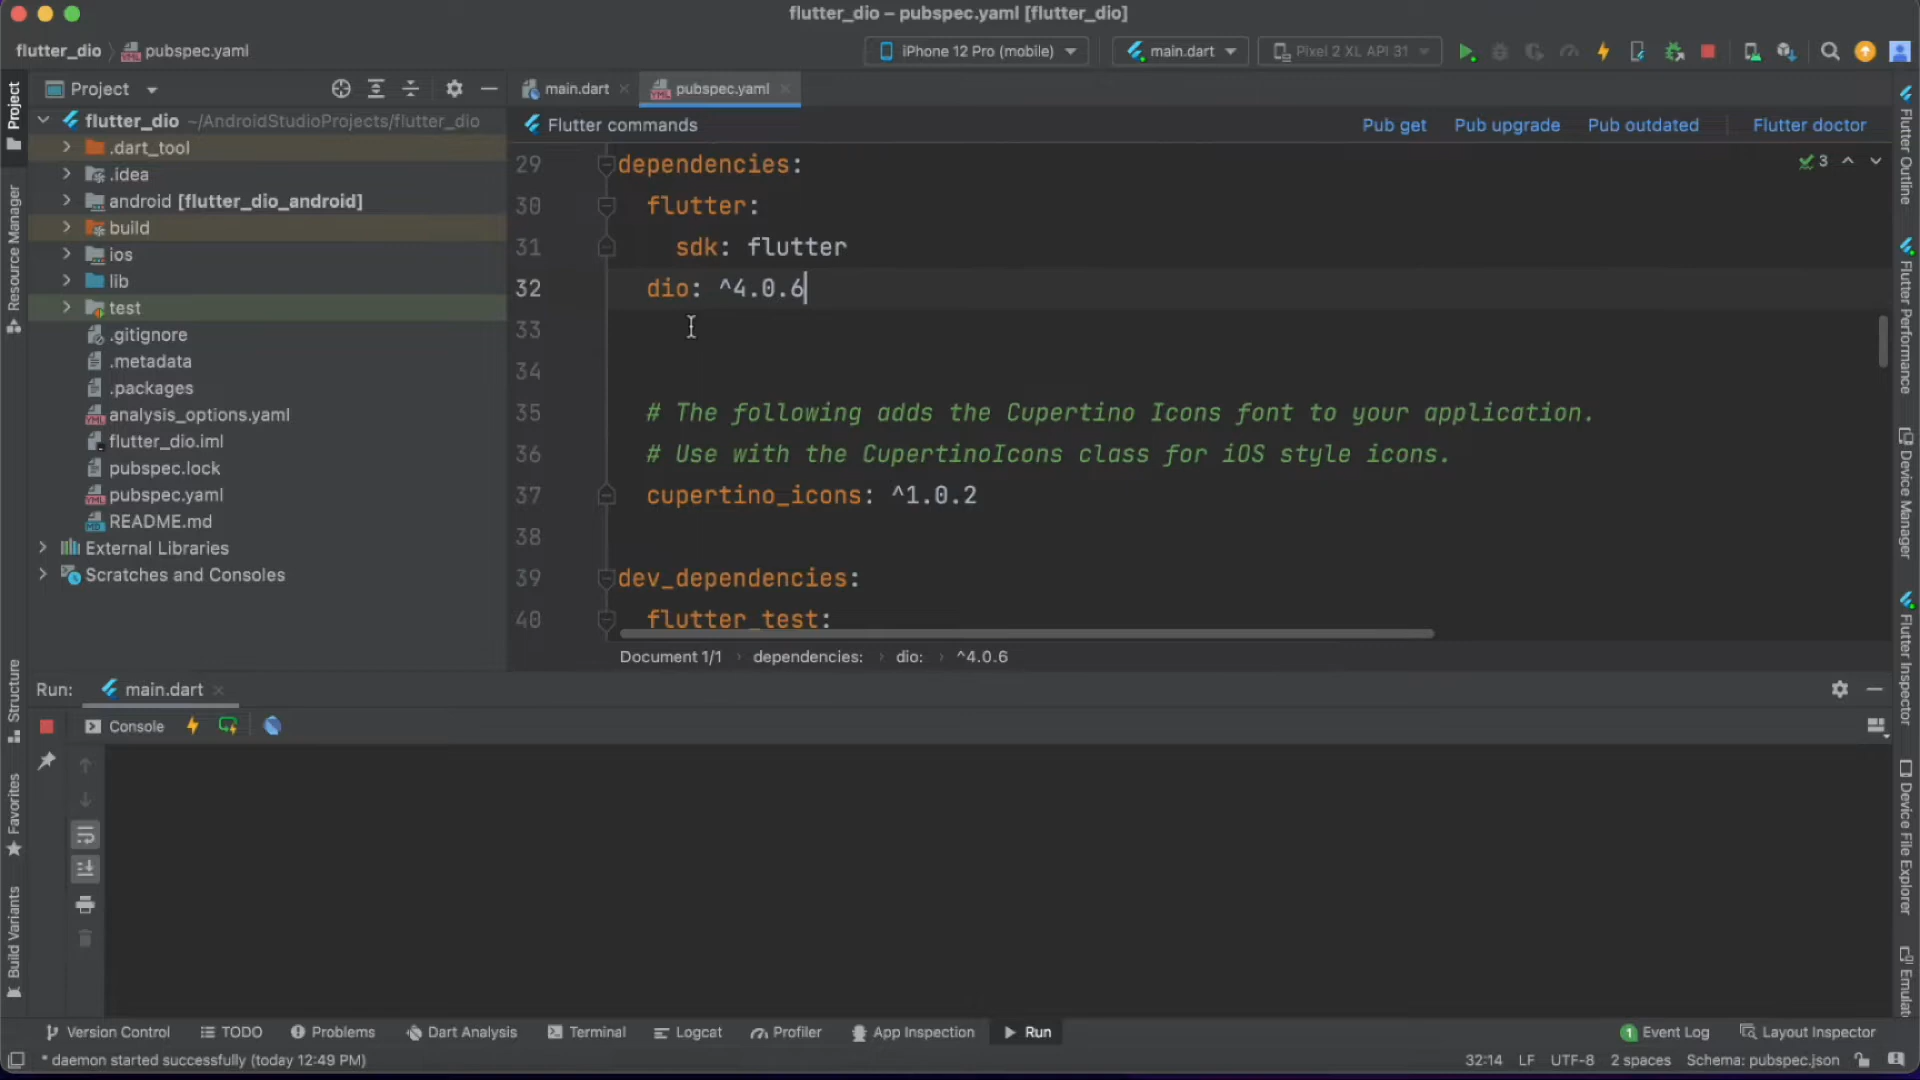 flutter_dio – pubspec.yaml [flutter_dio]
flutter_dio pubspec.yaml
iPhone 12 Pro (mobile)
main.dart
Pixel 2 XL API 31
Project
main.dart
pubspec.yaml
flutter_dio ~/AndroidStudioProjects/flutter_dio
.dart_tool
.idea
android [flutter_dio_android]
build
ios
lib
test
.gitignore
.metadata
.packages
analysis_options.yaml
flutter_dio.iml
pubspec.lock
pubspec.yaml
README.md
External Libraries
Scratches and Consoles
Flutter commands
Pub get
Pub upgrade
Pub outdated
Flutter doctor
3
29 dependencies:
30 flutter:
31 sdk: flutter
32 dio: ^4.0.6
33
34
35 # The following adds the Cupertino Icons font to your application.
36 # Use with the CupertinoIcons class for iOS style icons.
37 cupertino_icons: ^1.0.2
38
39 dev_dependencies:
40 flutter_test:
Document 1/1 dependencies: dio: ^4.0.6
Project
Resource Manager
Structure
Favorites
Build Variants
Flutter Outline
Flutter Performance
Device Manager
Flutter Inspector
Device File Explorer
Emulat
Run:
main.dart
Console
Version Control
TODO
Problems
Dart Analysis
Terminal
Logcat
Profiler
App Inspection
Run
1 Event Log
Layout Inspector
* daemon started successfully (today 12:49 PM)
32:14 LF UTF-8 2 spaces Schema: pubspec.json